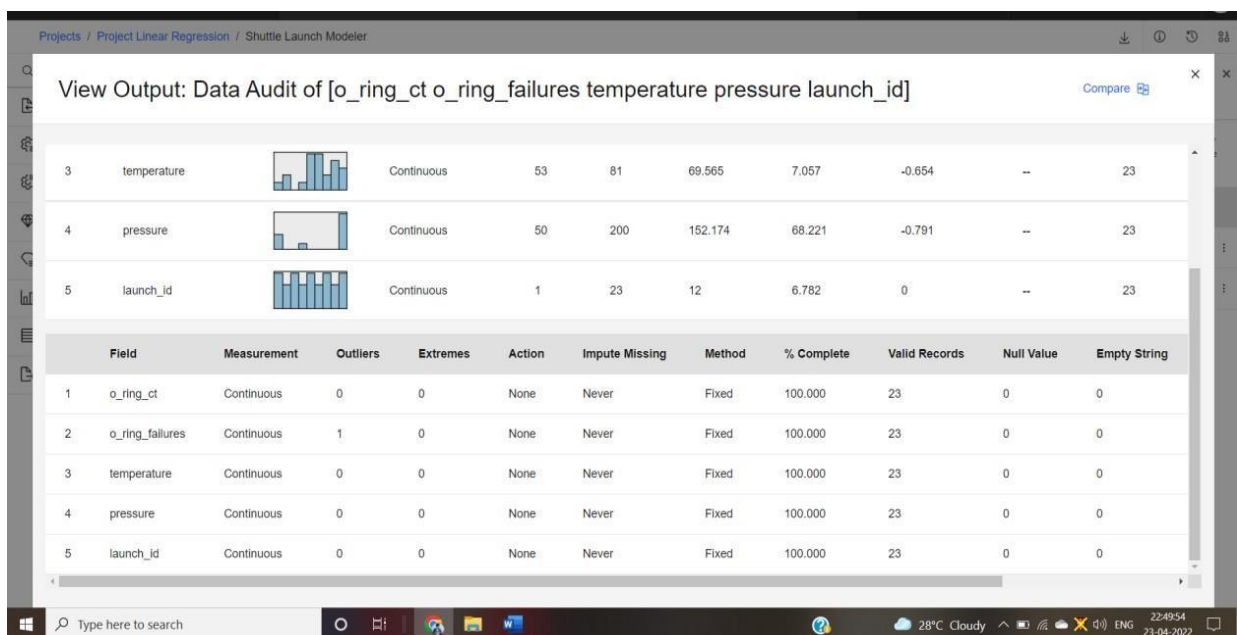 Projects / Project Linear Regression / Shuttle Launch Modeler
View Output: Data Audit of [o_ring_ct o_ring_failures temperature pressure launch_id]
Compare
3 temperature Continuous 53 81 69.565 7.057 -0.654 -- 23
4 pressure Continuous 50 200 152.174 68.221 -0.791 -- 23
5 launch_id Continuous 1 23 12 6.782 0 -- 23
Field Measurement Outliers Extremes Action Impute Missing Method % Complete Valid Records Null Value Empty String
1 o_ring_ct Continuous 0 0 None Never Fixed 100.000 23 0 0
2 o_ring_failures Continuous 1 0 None Never Fixed 100.000 23 0 0
3 temperature Continuous 0 0 None Never Fixed 100.000 23 0 0
4 pressure Continuous 0 0 None Never Fixed 100.000 23 0 0
5 launch_id Continuous 0 0 None Never Fixed 100.000 23 0 0
Type here to search
28°C Cloudy
ENG
22:49:54
23-04-2022